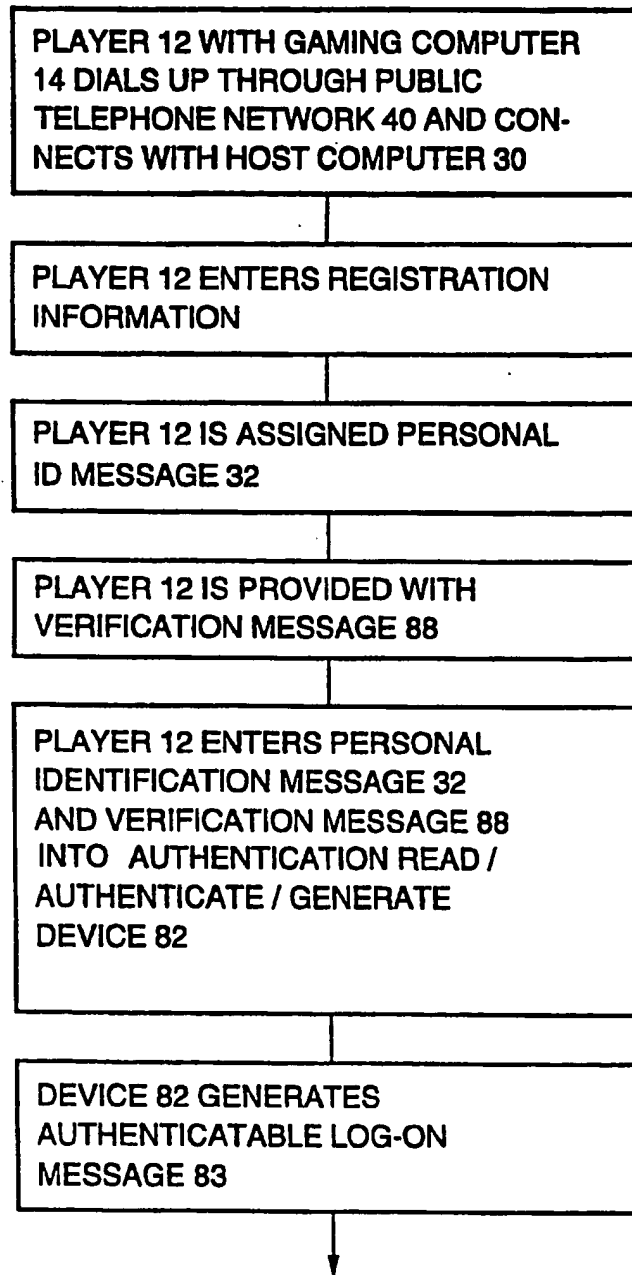 PLAYER 12 WITH GAMING COMPUTER
14 DIALS UP THROUGH PUBLIC
TELEPHONE NETWORK 40 AND CON-
NECTS WITH HOST COMPUTER 30
PLAYER 12 ENTERS REGISTRATION
INFORMATION
PLAYER 12 IS ASSIGNED PERSONAL
ID MESSAGE 32
PLAYER 12 IS PROVIDED WITH
VERIFICATION MESSAGE 88
PLAYER 12 ENTERS PERSONAL
IDENTIFICATION MESSAGE 32
AND VERIFICATION MESSAGE 88
INTO AUTHENTICATION READ /
AUTHENTICATE / GENERATE
DEVICE 82
DEVICE 82 GENERATES
AUTHENTICATABLE LOG-ON
MESSAGE 83